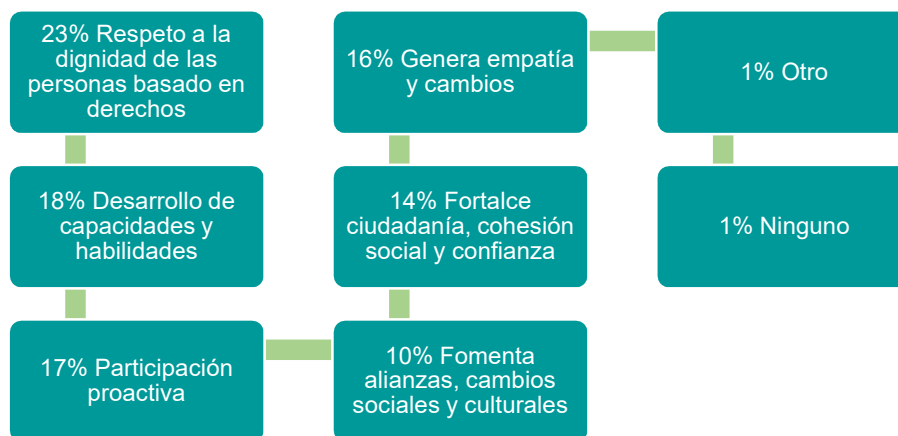 23% Respeto a la
dignidad de las
personas basado en
derechos
18% Desarrollo de
capacidades y
habilidades
17% Participación
proactiva
10% Fomenta
alianzas, cambios
sociales y culturales
14% Fortalce
ciudadanía, cohesión
social y confianza
16% Genera empatía
y cambios
1% Otro
1% Ninguno